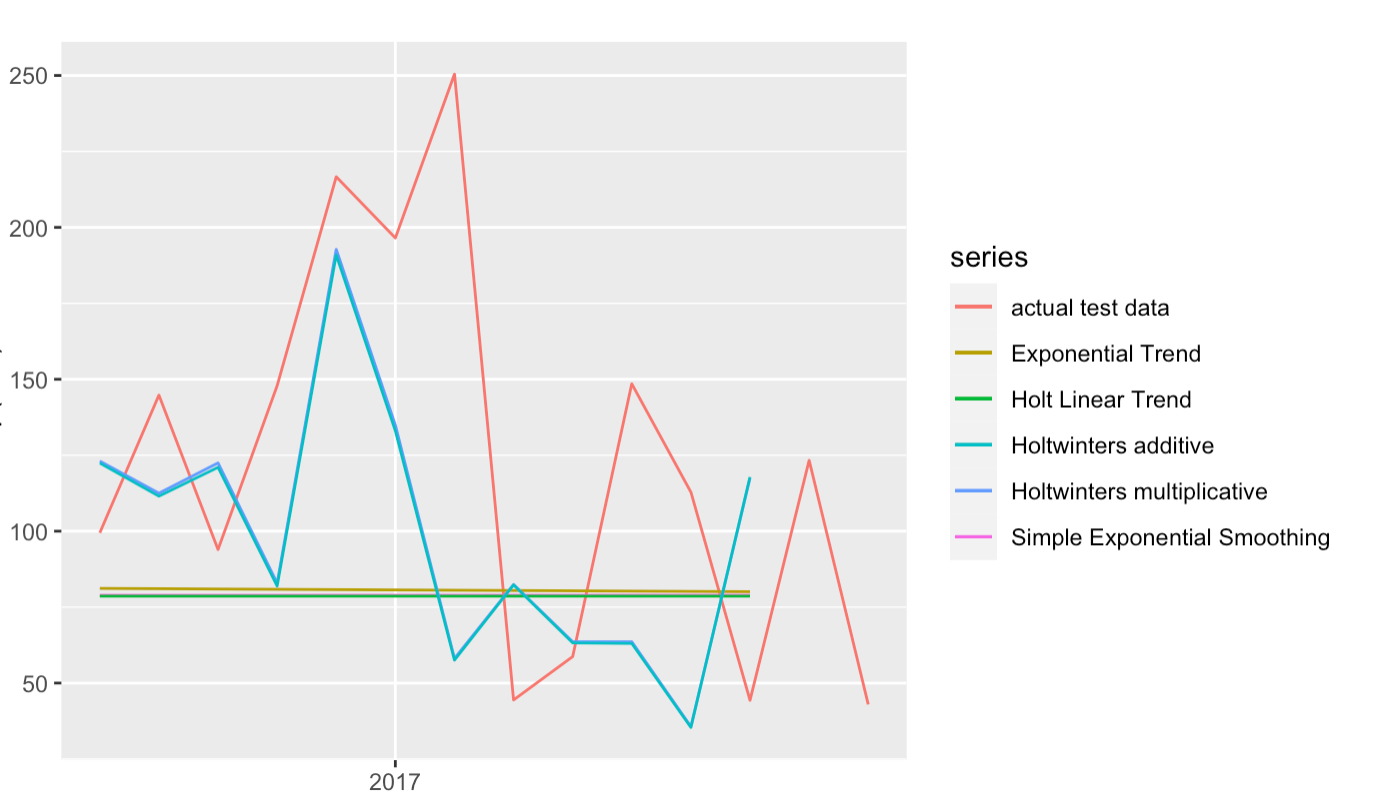 250
200
150
100
50
2017
series
actual test data
Exponential Trend
Holt Linear Trend
Holtwinters additive
Holtwinters multiplicative
Simple Exponential Smoothing